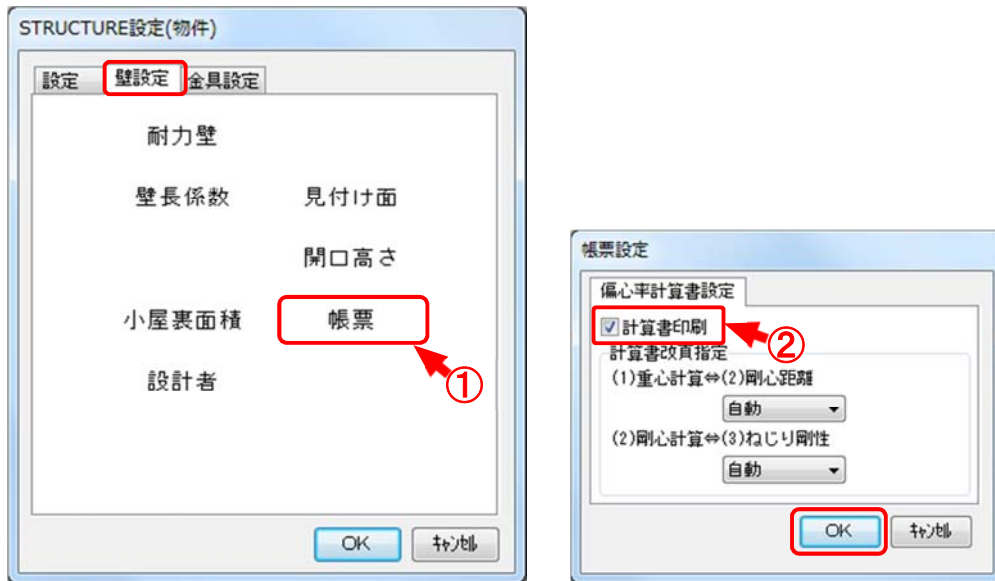 STRUCTURE設定(物件)
設定 壁設定 金具設定
耐力壁
壁長係数 見付け面
開口高さ
小屋裏面積 帳票
①
設計者
OK ｷｬﾝｾﾙ
帳票設定
偏心率計算書設定
計算書印刷
②
計算書改頁指定
(1)重心計算⇔(2)剛心距離
自動
(2)剛心計算⇔(3)ねじり剛性
自動
OK ｷｬﾝｾﾙ